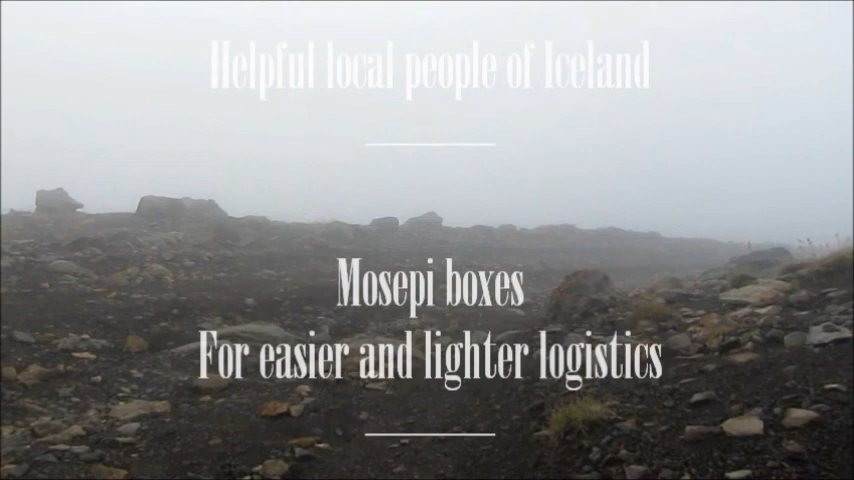 Helpful local people of Iceland
Mosepi boxes
For easier and lighter logistics